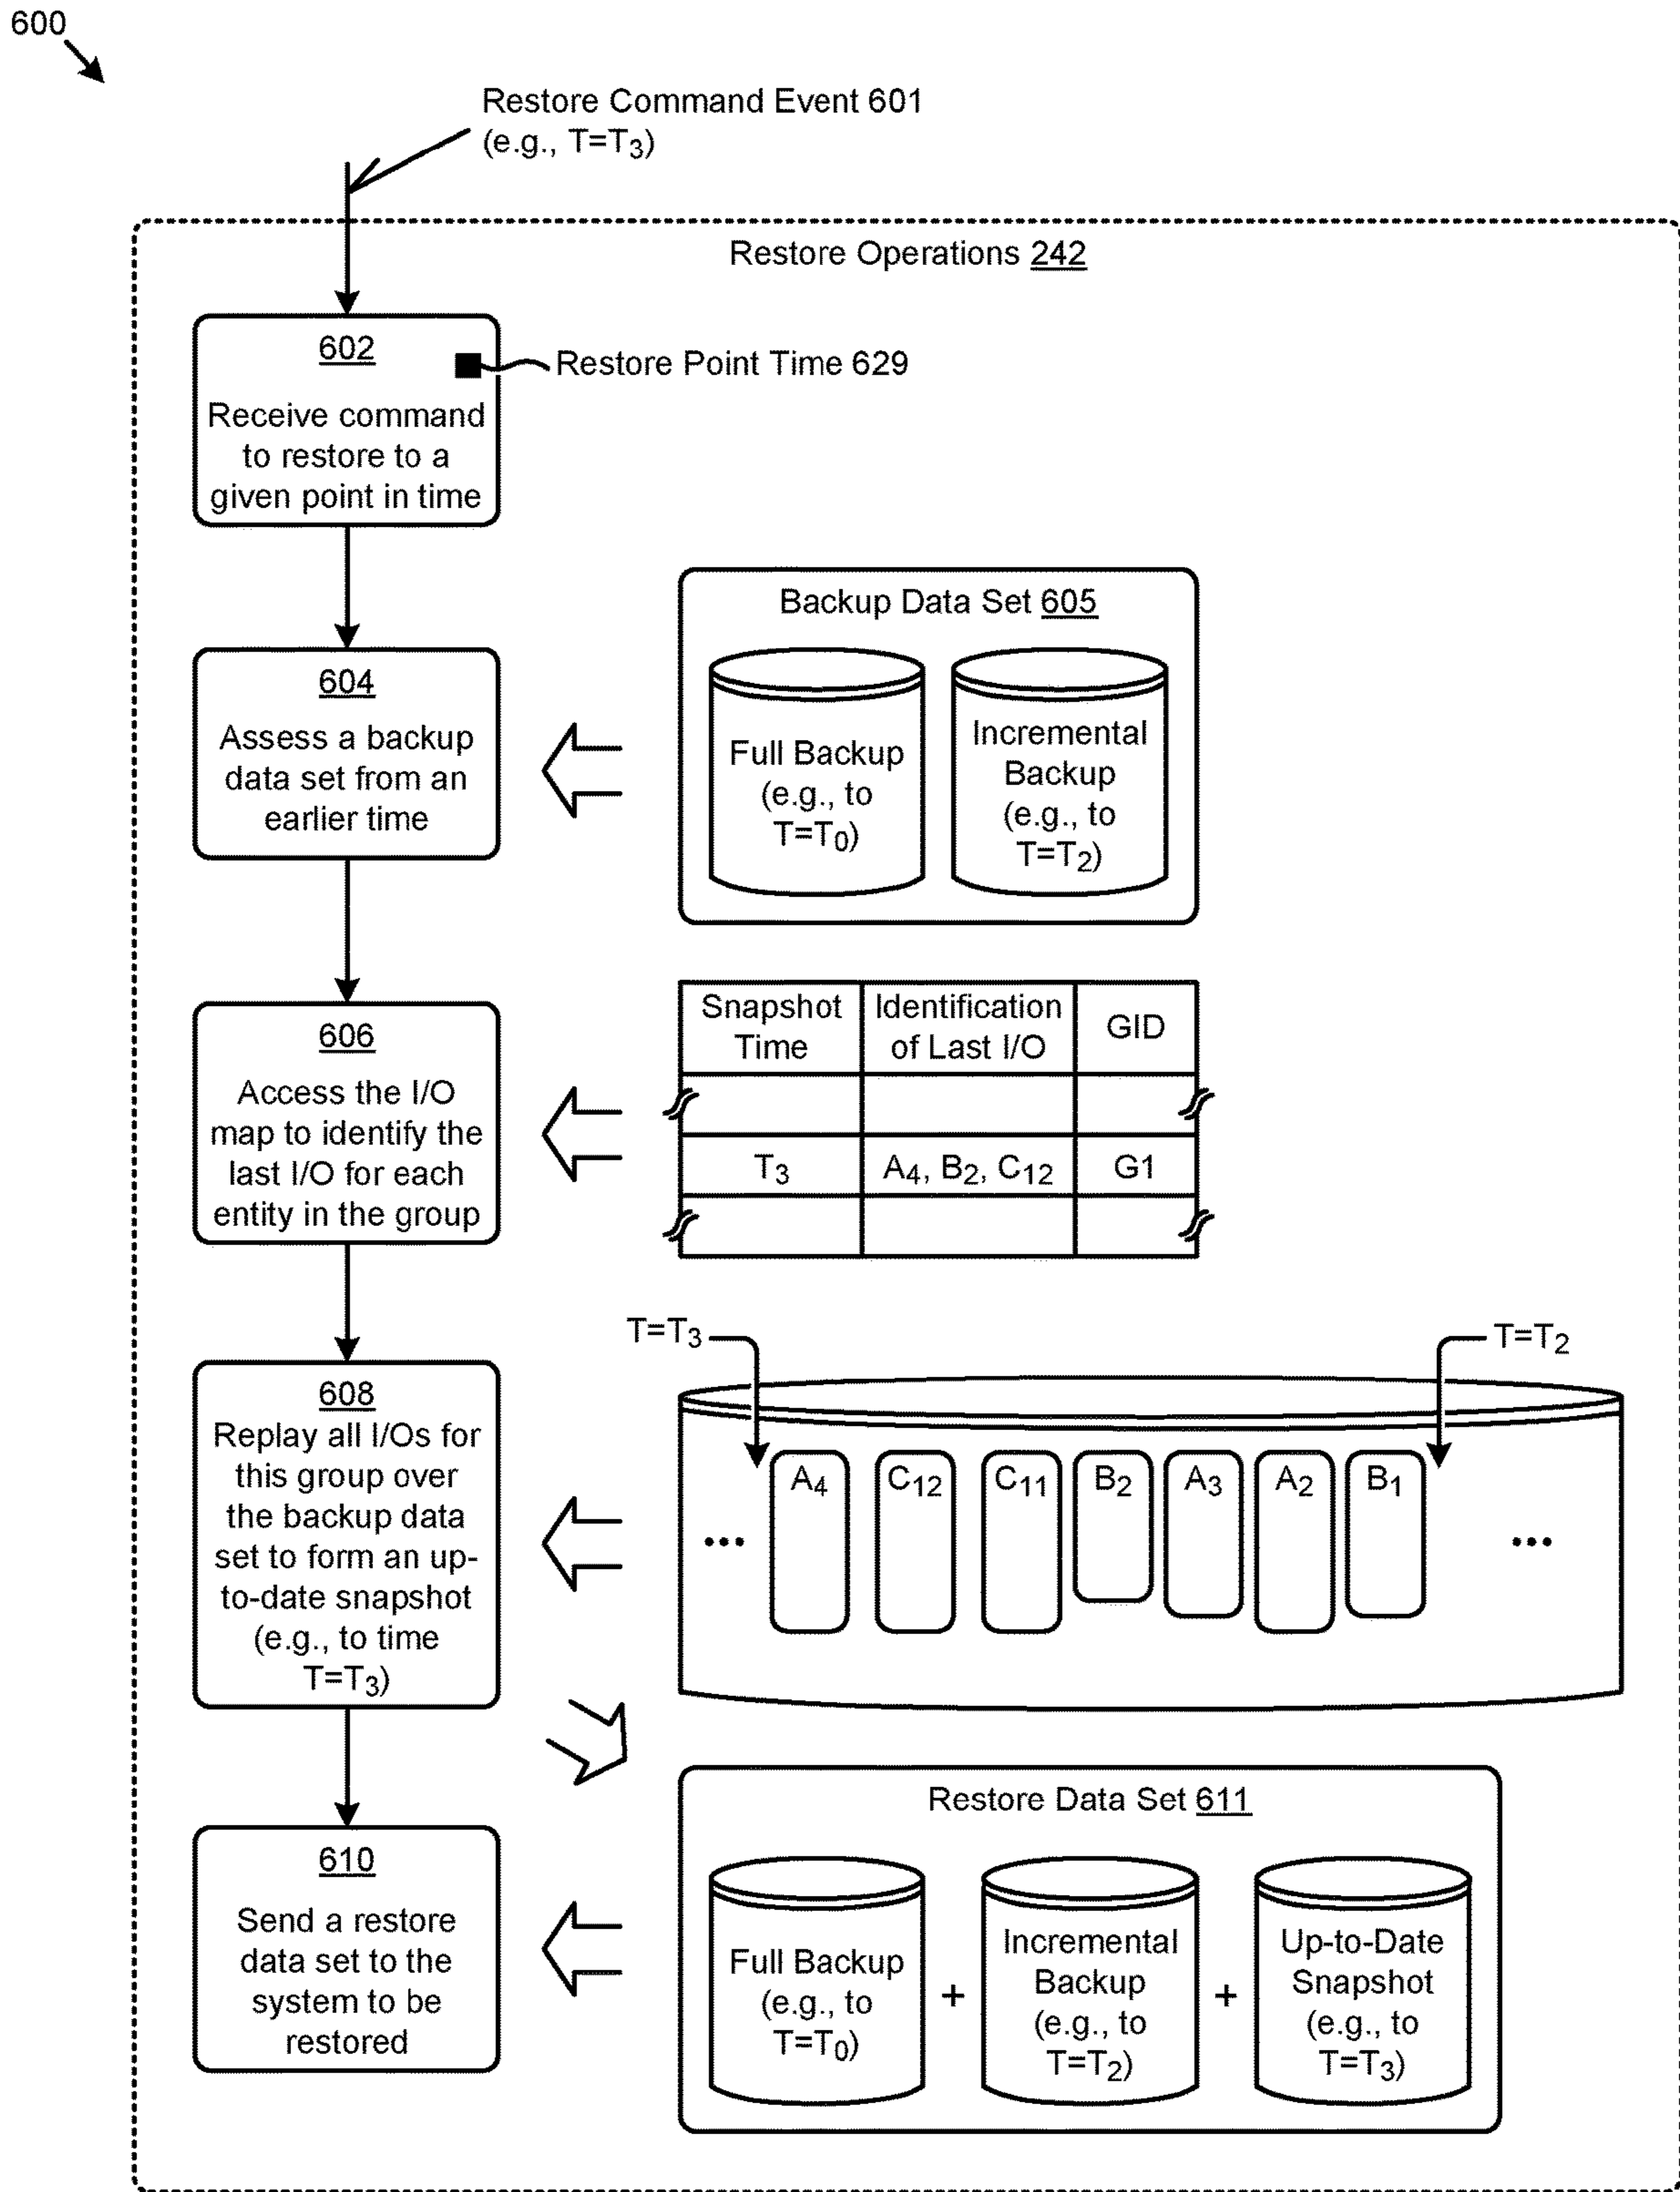 600
Restore Command Event 601
(e.g., T=T3)
Restore Operations 242
602
Restore Point Time 629
Receive command
to restore to a
given point in time
Backup Data Set 605
604
Assess a backup
data set from an
earlier time
Full Backup
(e.g., to
T=T0)
Incremental
Backup
(e.g., to
T=T2)
606
Access the I/O
map to identify the
last I/O for each
entity in the group
Snapshot
Time
Identification
of Last I/O
GID
T3
A4, B2, C12
G1
608
Replay all I/Os for
this group over
the backup data
set to form an up-
to-date snapshot
(e.g., to time
T=T3)
T=T3
T=T2
... A4 C12 C11 B2 A3 A2 B1 ...
610
Send a restore
data set to the
system to be
restored
Restore Data Set 611
Full Backup
(e.g., to
T=T0)
+
Incremental
Backup
(e.g., to
T=T2)
+
Up-to-Date
Snapshot
(e.g., to
T=T3)